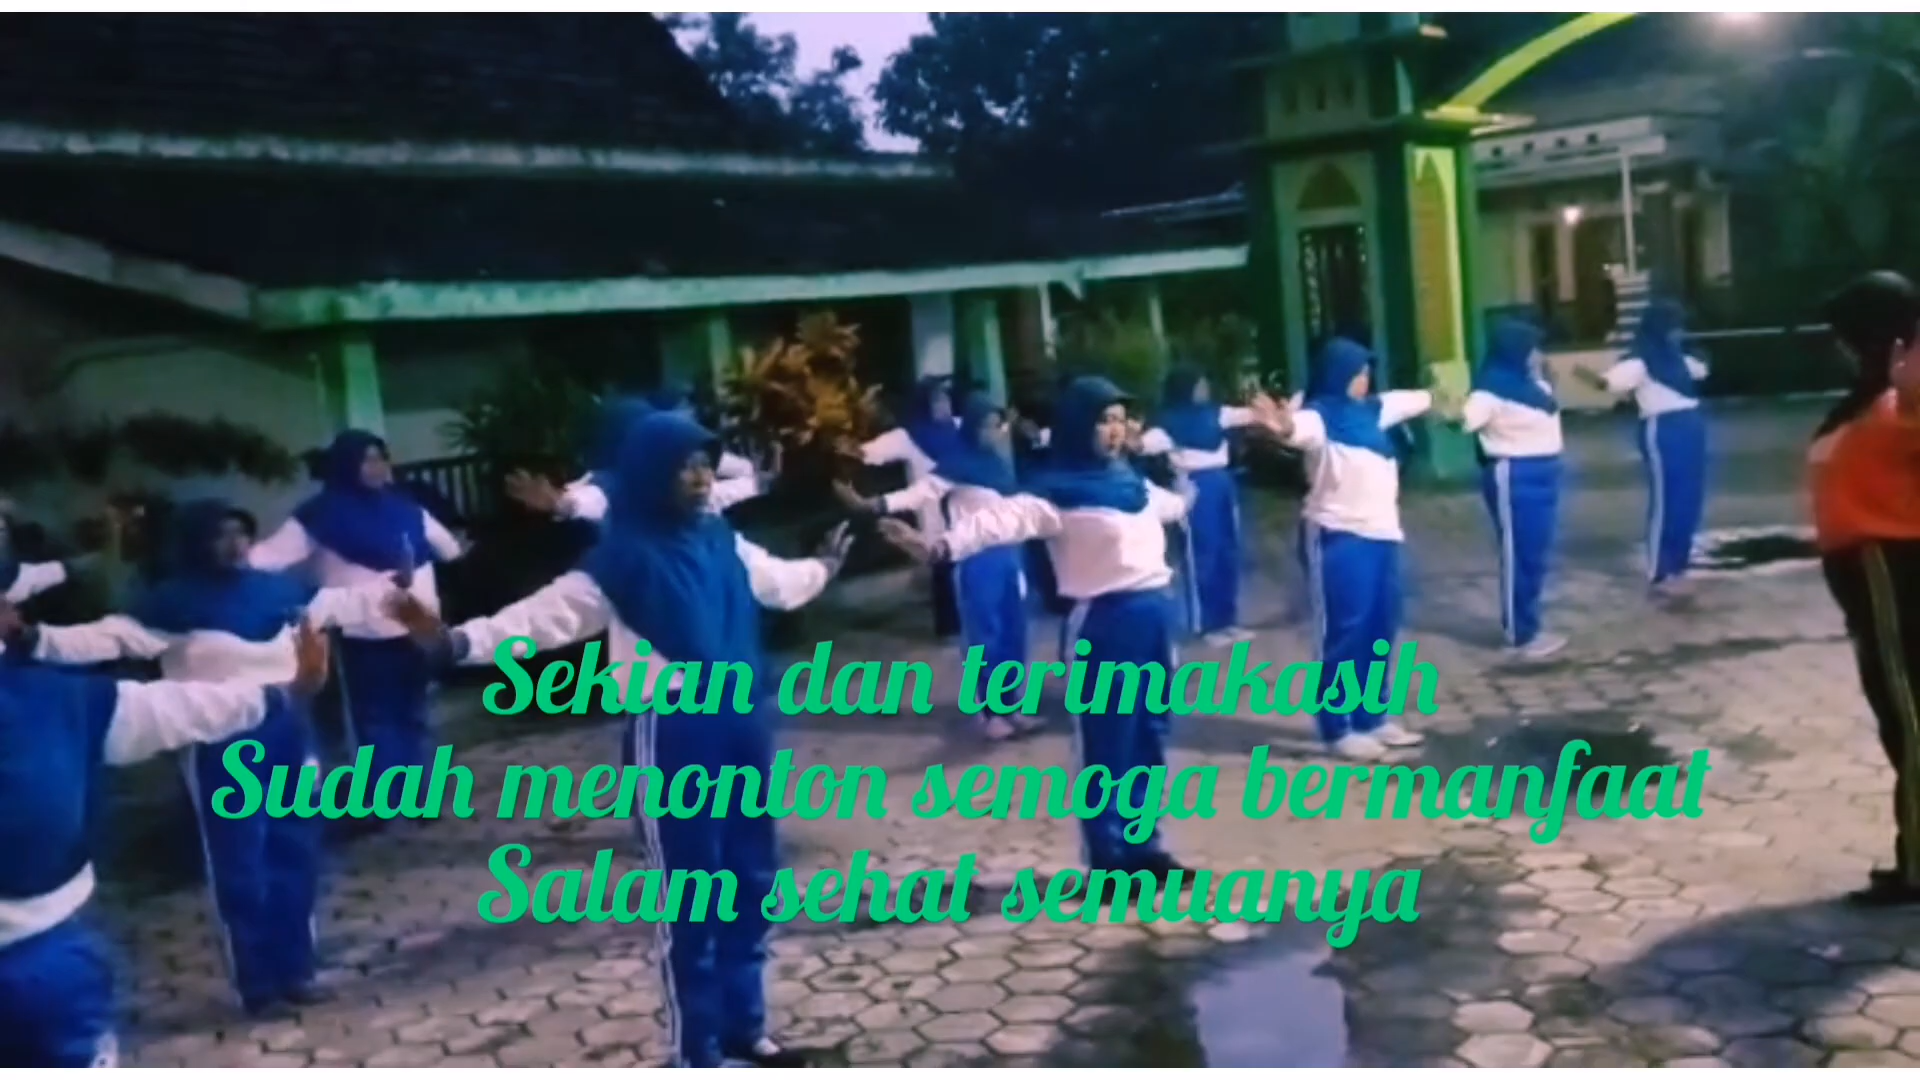 Sekian dan terimakasih
Sudah menonton semoga bermanfaat
Salam sehat semuanya